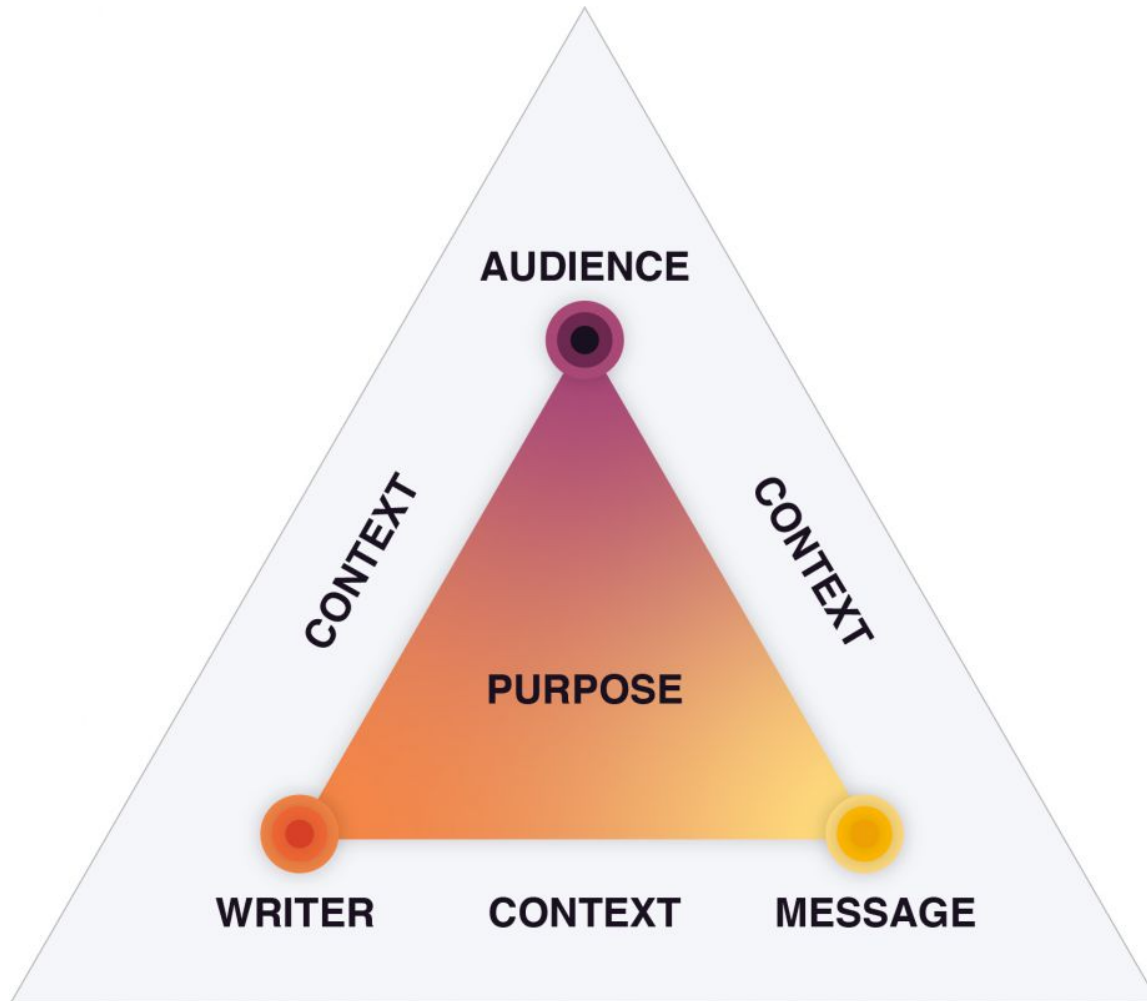 AUDIENCE
CONTEXT
CONTEXT
PURPOSE
WRITER
CONTEXT
MESSAGE